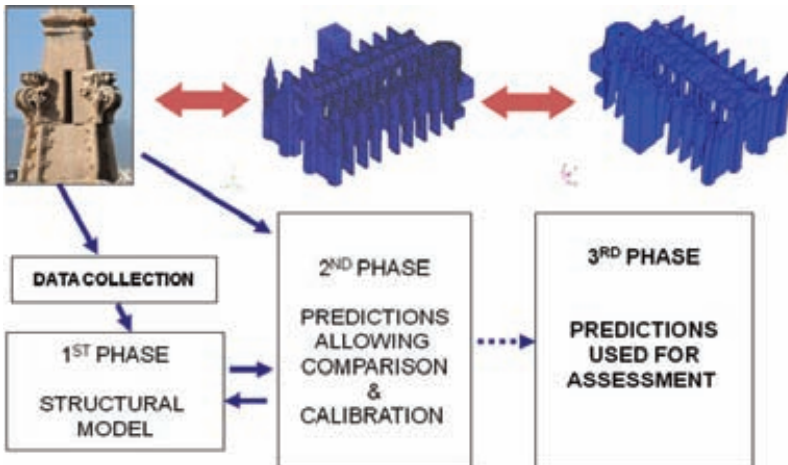 DATA COLLECTION
1ST PHASE
STRUCTURAL
MODEL
2ND PHASE
PREDICTIONS
ALLOWING
COMPARISON
&
CALIBRATION
3RD PHASE
PREDICTIONS
USED FOR
ASSESSMENT